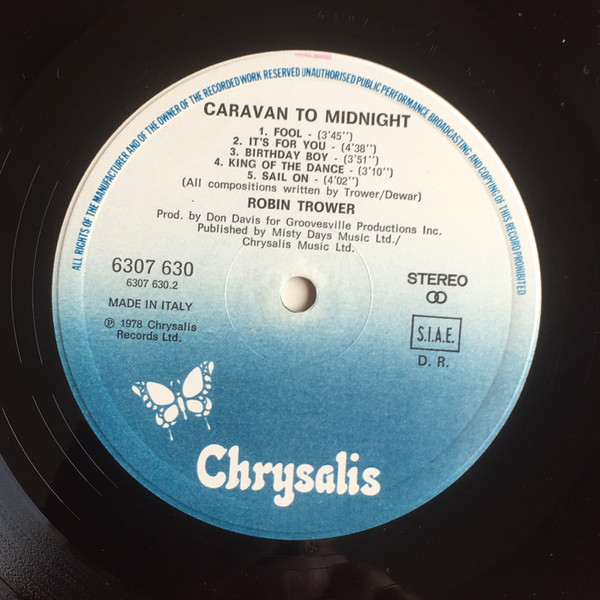 ALL RIGHTS OF THE MANUFACTURER AND OF THE OWNER OF THE RECORDED WORK RESERVED UNAUTHORISED PUBLIC PERFORMANCE BROADCASTING AND COPYING OF THIS RECORD PROHIBITED
CARAVAN TO MIDNIGHT
1. FOOL - (3'45'')
2. IT'S FOR YOU - (4'38'')
3. BIRTHDAY BOY - (3'51'')
4. KING OF THE DANCE - (3'10'')
5. SAIL ON - (4'02'')
(All compositions written by Trower/Dewar)
ROBIN TROWER
Prod. by Don Davis for Groovesville Productions Inc.
Published by Misty Days Music Ltd./
Chrysalis Music Ltd.
6307 630
6307 630.2
MADE IN ITALY
℗ 1978 Chrysalis
Records Ltd.
STEREO
S.I.A.E.
D. R.
Chrysalis